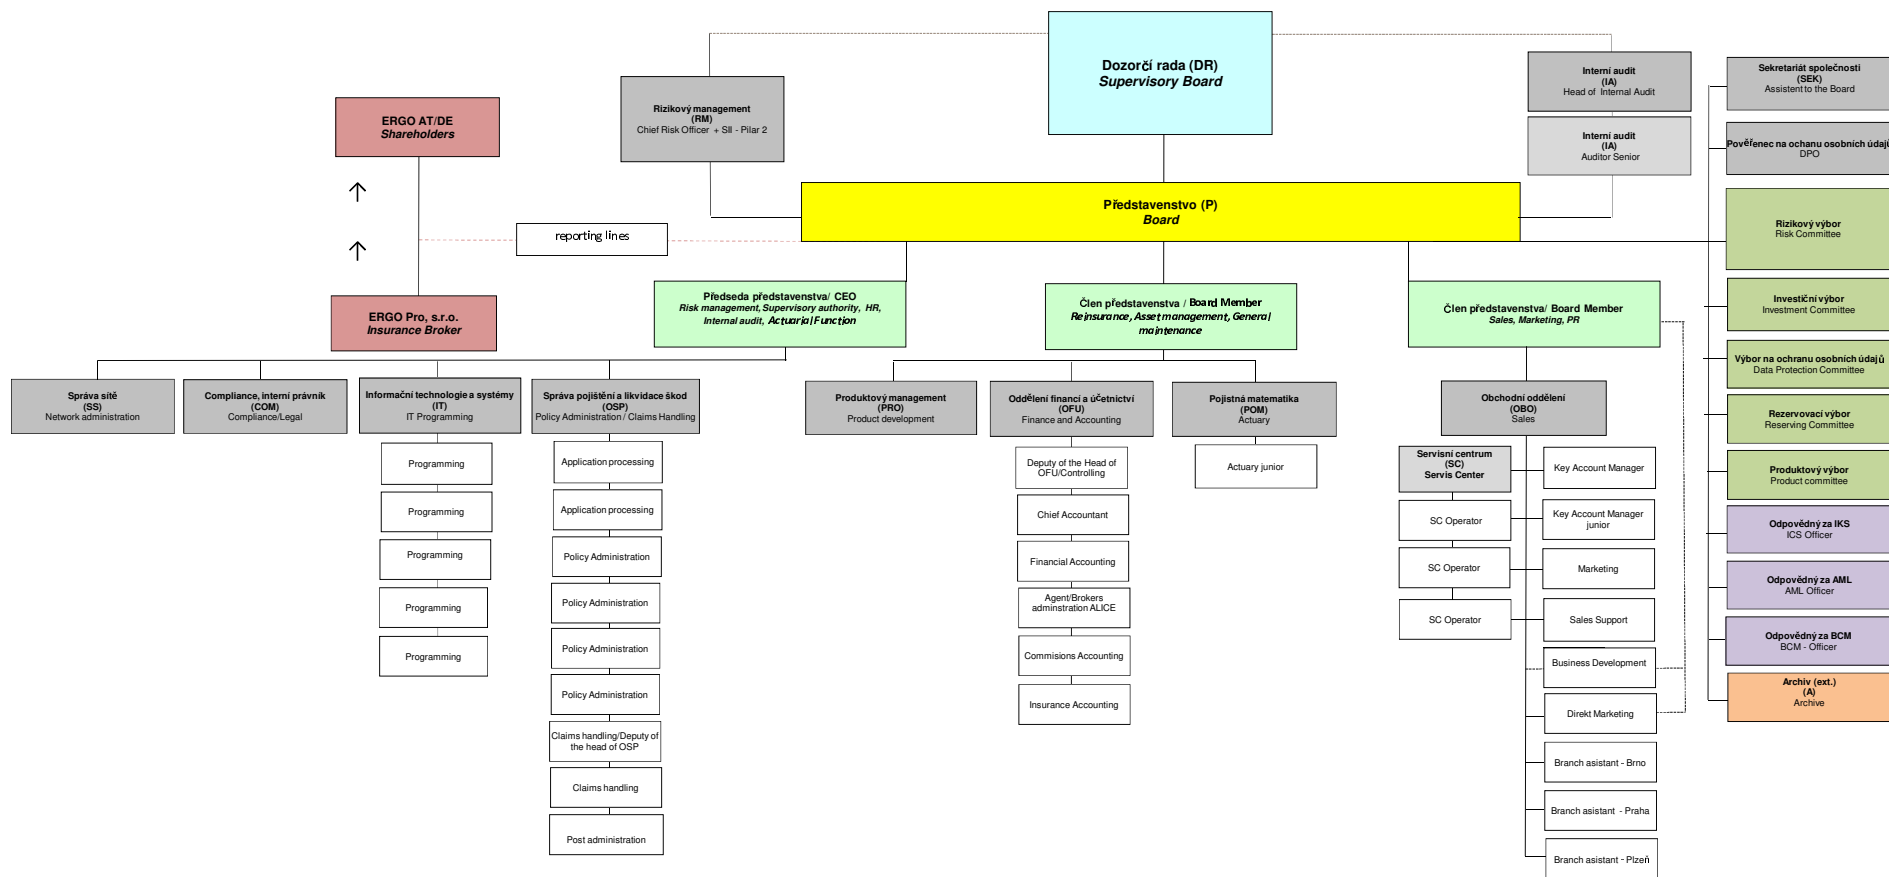 Dozorčí rada (DR)
Supervisory Board
Rizikový management
(RM)
Chief Risk Officer + SII - Pilar 2
Interní audit
(IA)
Head of Internal Audit
Interní audit
(IA)
Auditor Senior
ERGO AT/DE
Shareholders
Představenstvo (P)
Board
reporting lines
ERGO Pro, s.r.o.
Insurance Broker
Předseda představenstva/ CEO
Risk management, Supervisory authority, HR,
Internal audit, Actuarial Function
Člen představenstva / Board Member
Reinsurance, Asset management, General
maintenance
Člen představenstva/ Board Member
Sales, Marketing, PR
Správa sítě
(SS)
Network administration
Compliance, interní právník
(COM)
Compliance/Legal
Informační technologie a systémy
(IT)
IT Programming
Programming
Programming
Programming
Programming
Programming
Správa pojištění a likvidace škod
(OSP)
Policy Administration / Claims Handling
Application processing
Application processing
Policy Administration
Policy Administration
Policy Administration
Policy Administration
Claims handling/Deputy of
the head of OSP
Claims handling
Post administration
Produktový management
(PRO)
Product development
Oddělení financí a účetnictví
(OFU)
Finance and Accounting
Deputy of the Head of
OFU/Controlling
Chief Accountant
Financial Accounting
Agent/Brokers
adminstration ALICE
Commisions Accounting
Insurance Accounting
Pojistná matematika
(POM)
Actuary
Actuary junior
Obchodní oddělení
(OBO)
Sales
Servisní centrum
(SC)
Servis Center
SC Operator
SC Operator
SC Operator
Key Account Manager
Key Account Manager
junior
Marketing
Sales Support
Business Development
Direkt Marketing
Branch asistant - Brno
Branch asistant - Praha
Branch asistant - Plzeň
Sekretariát společnosti
(SEK)
Assistent to the Board
Pověřenec na ochanu osobních údajů
DPO
Rizikový výbor
Risk Committee
Investiční výbor
Investment Committee
Výbor na ochranu osobních údajů
Data Protection Committee
Rezervovací výbor
Reserving Committee
Produktový výbor
Product committee
Odpovědný za IKS
ICS Officer
Odpovědný za AML
AML Officer
Odpovědný za BCM
BCM - Officer
Archiv (ext.)
(A)
Archive